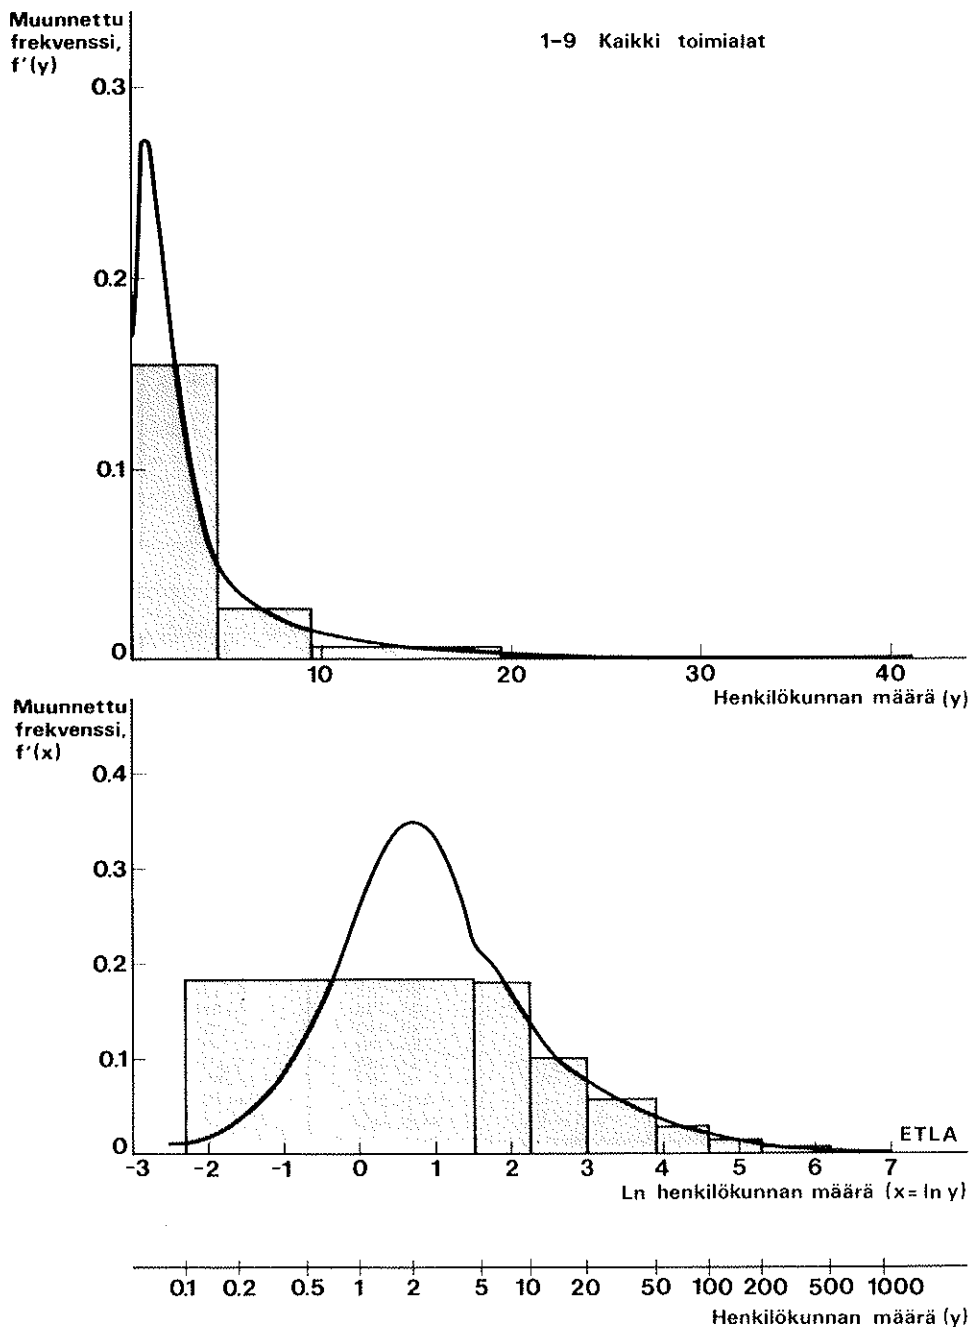 Muunnettu
frekvenssi,
f'(y)
1-9 Kaikki toimialat
0.3
0.2
0.1
0
10 20 30 40
Henkilökunnan määrä (y)
Muunnettu
frekvenssi,
f'(x)
0.4
0.3
0.2
0.1
0
ETLA
-3 -2 -1 0 1 2 3 4 5 6 7
Ln henkilökunnan määrä (x= ln y)
0.1 0.2 0.5 1 2 5 10 20 50 100 200 500 1000
Henkilökunnan määrä (y)